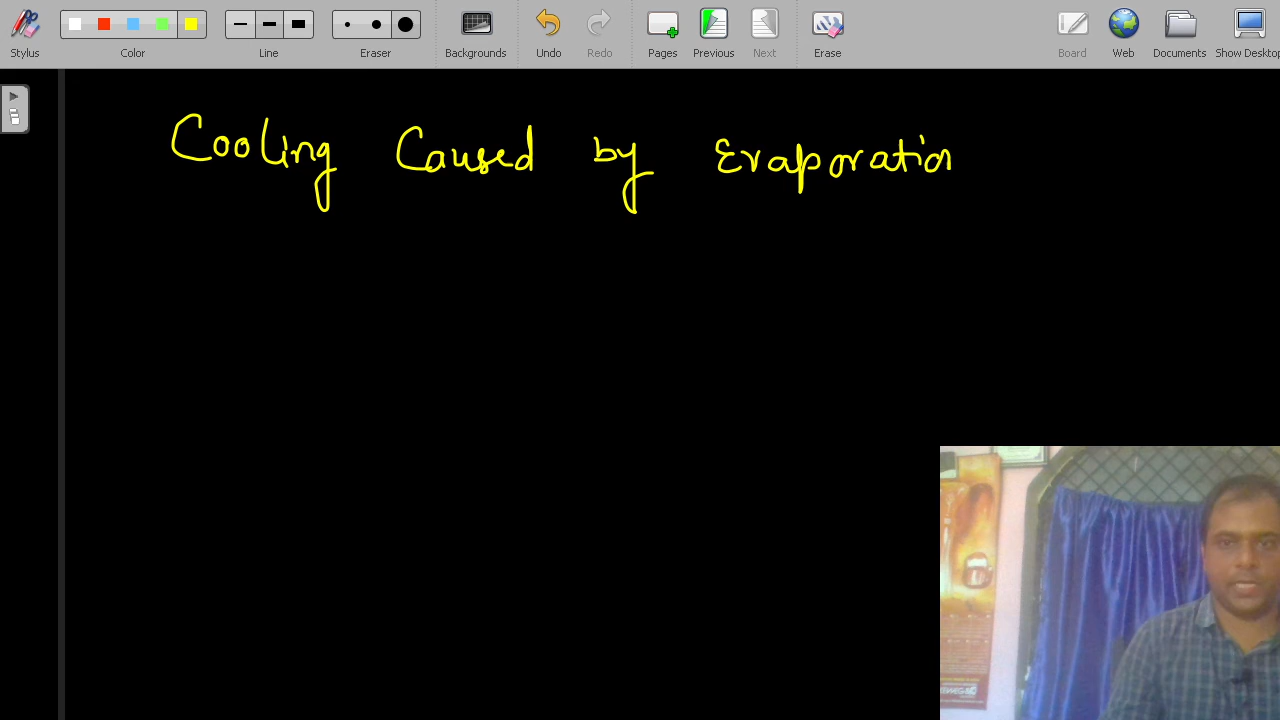 Stylus Color Line Eraser Backgrounds Undo Redo Pages Previous Next Erase Board Web Documents Show Deskto
Cooling Caused by Evaporation